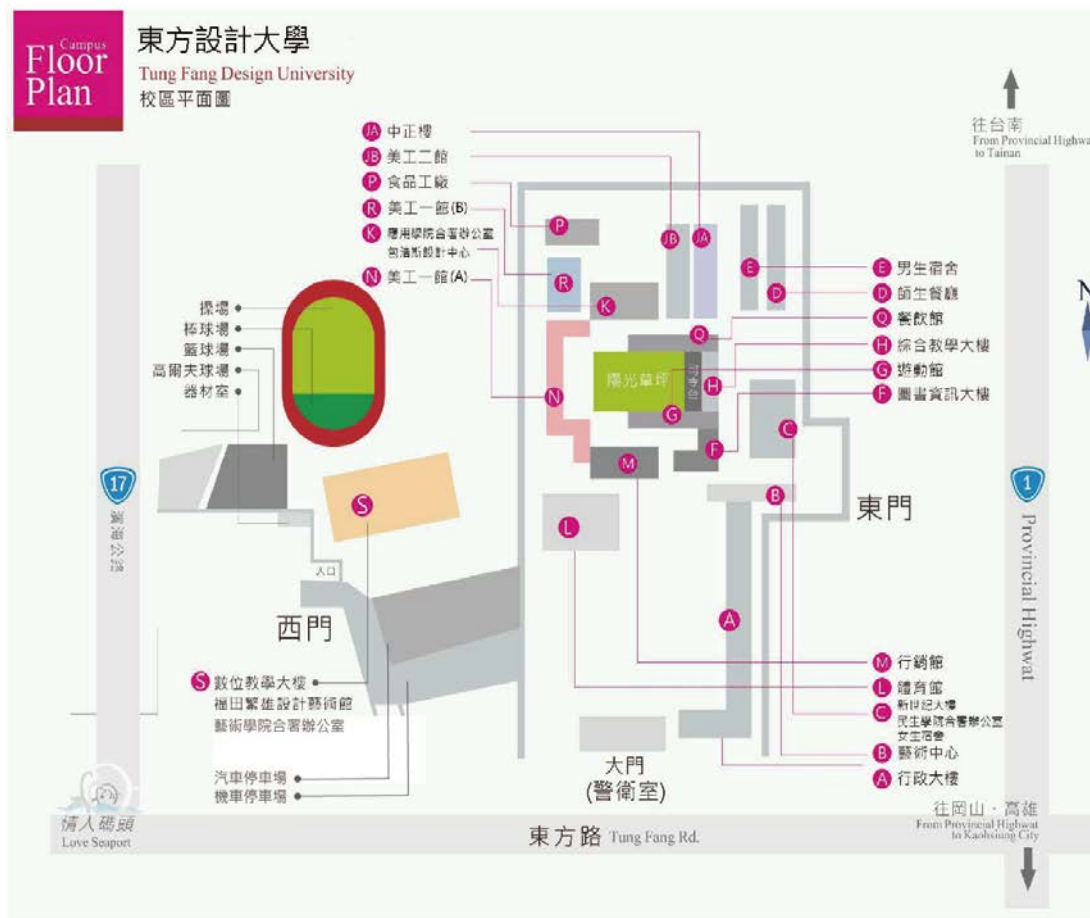 Campus
Floor
Plan
東方設計大學
Tung Fang Design University
校區平面圖
往台南
From Provincial Highwa
to Tainan
JA 中正樓
JB 美工二館
P 食品工廠
R 美工一館(B)
K 應用學院合署辦公室
包浩斯設計中心
N 美工一館(A)
操場
棒球場
籃球場
高爾夫球場
器材室
P
R
K
JB
JA
E
D
Q
陽光草坪
H
N
G
F
C
M
B
L
S
A
E 男生宿舍
D 師生餐廳
Q 餐飲館
H 綜合教學大樓
G 遊動館
F 圖書資訊大樓
N
17
濱海公路
1
Provincial Highwat
東門
入口
西門
S 數位教學大樓
福田繁雄設計藝術館
藝術學院合署辦公室
汽車停車場
機車停車場
M 行銷館
L 體育館
C 新世紀大樓
民生學院合署辦公室
女生宿舍
B 藝術中心
A 行政大樓
大門
(警衛室)
情人碼頭
Love Seaport
東方路 Tung Fang Rd.
往岡山・高雄
From Provincial Highwat
to Kaohsiung City